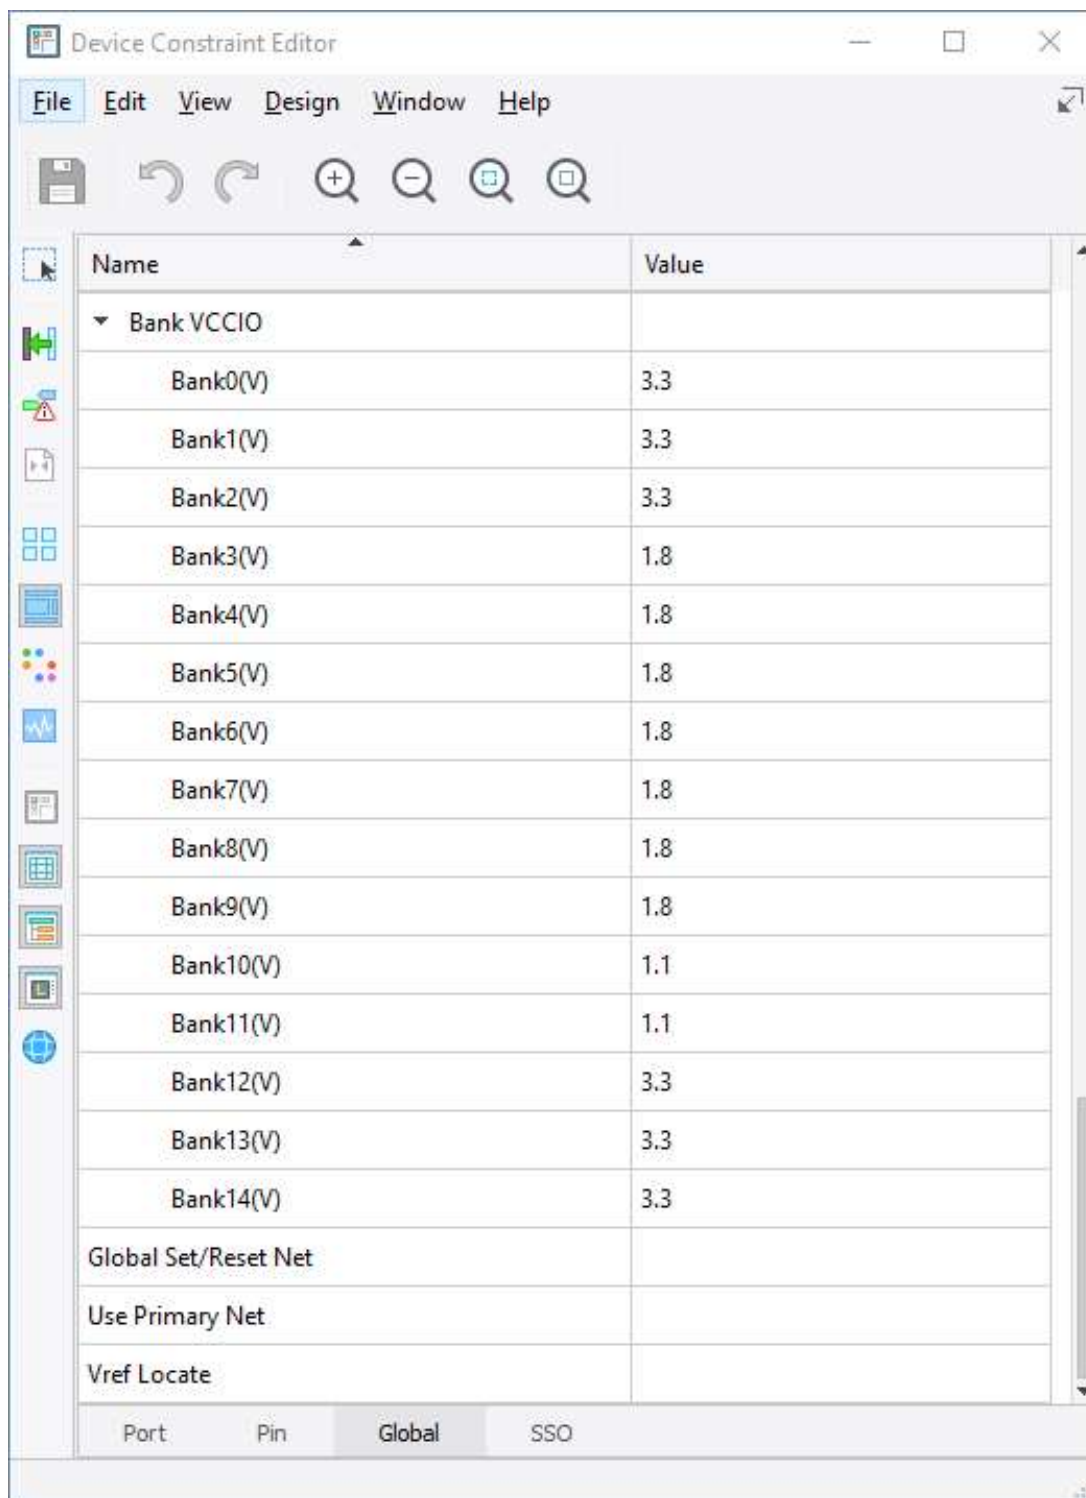 Device Constraint Editor
File Edit View Design Window Help
Name Value
Bank VCCIO
Bank0(V) 3.3
Bank1(V) 3.3
Bank2(V) 3.3
Bank3(V) 1.8
Bank4(V) 1.8
Bank5(V) 1.8
Bank6(V) 1.8
Bank7(V) 1.8
Bank8(V) 1.8
Bank9(V) 1.8
Bank10(V) 1.1
Bank11(V) 1.1
Bank12(V) 3.3
Bank13(V) 3.3
Bank14(V) 3.3
Global Set/Reset Net
Use Primary Net
Vref Locate
Port Pin Global SSO